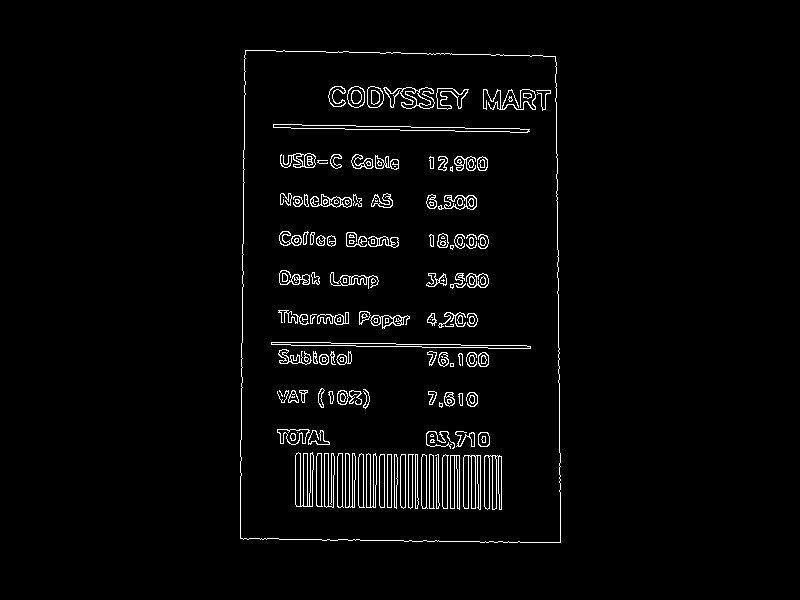 CODYSSEY MART
USB-C Cable 12,900
Notebook A5 6,500
Coffee Beans 18,000
Desk Lamp 34,500
Thermal Paper 4,200
Subtotal 76,100
VAT (10%) 7,610
TOTAL 83,710